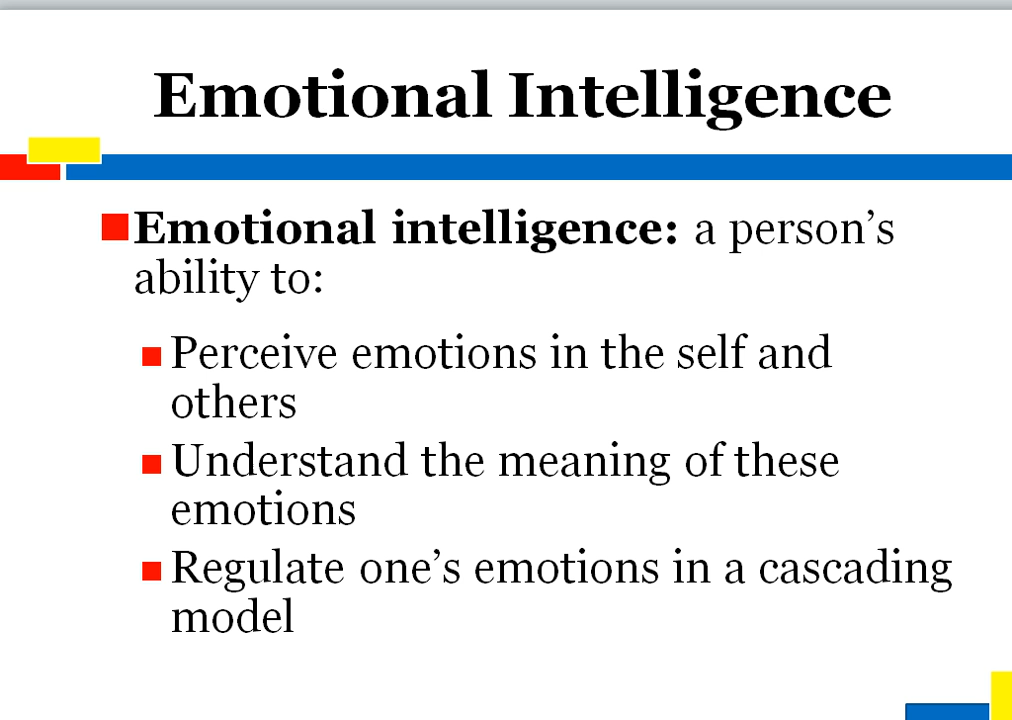 Emotional Intelligence
Emotional intelligence: a person’s
ability to:
Perceive emotions in the self and
others
Understand the meaning of these
emotions
Regulate one’s emotions in a cascading
model